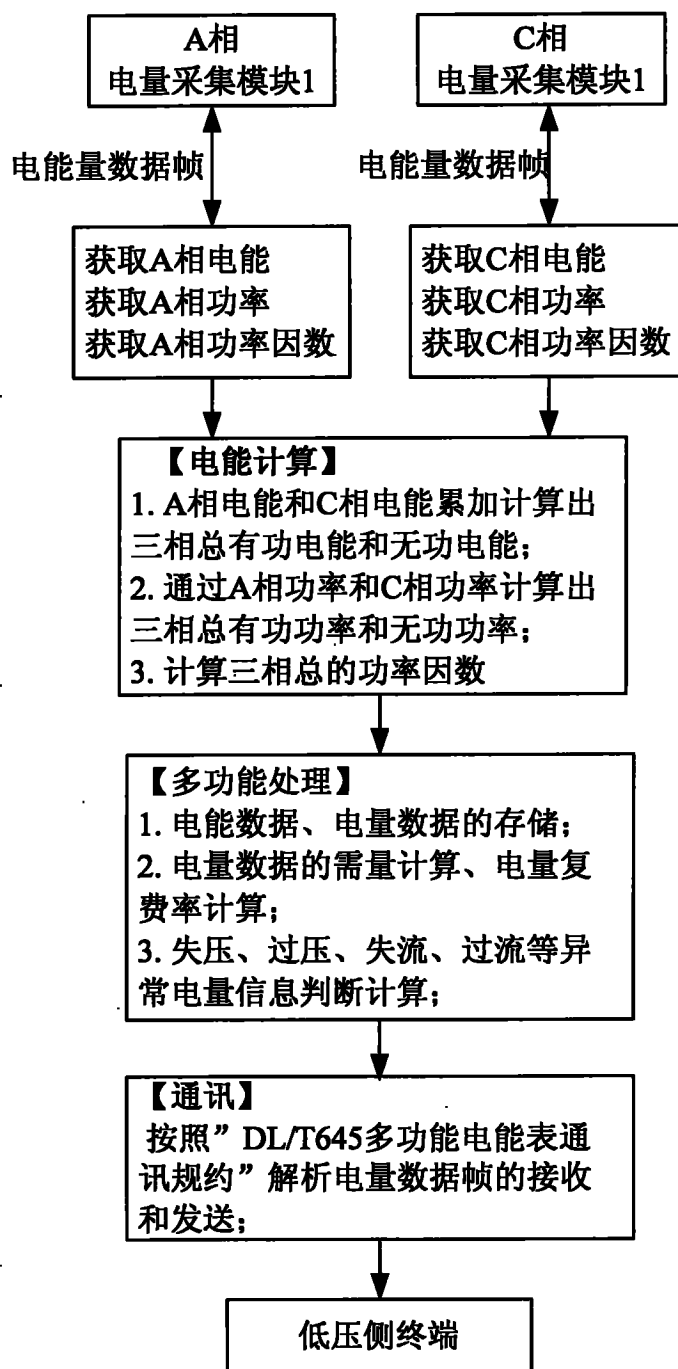 A相
电量采集模块1
C相
电量采集模块1
电能量数据帧
电能量数据帧
获取A相电能
获取A相功率
获取A相功率因数
获取C相电能
获取C相功率
获取C相功率因数
【电能计算】
1. A相电能和C相电能累加计算出
三相总有功电能和无功电能；
2. 通过A相功率和C相功率计算出
三相总有功功率和无功功率；
3. 计算三相总的功率因数
【多功能处理】
1. 电能数据、电量数据的存储；
2. 电量数据的需量计算、电量复
费率计算；
3. 失压、过压、失流、过流等异
常电量信息判断计算；
【通讯】
按照”DL/T645多功能电能表通
讯规约”解析电量数据帧的接收
和发送；
低压侧终端